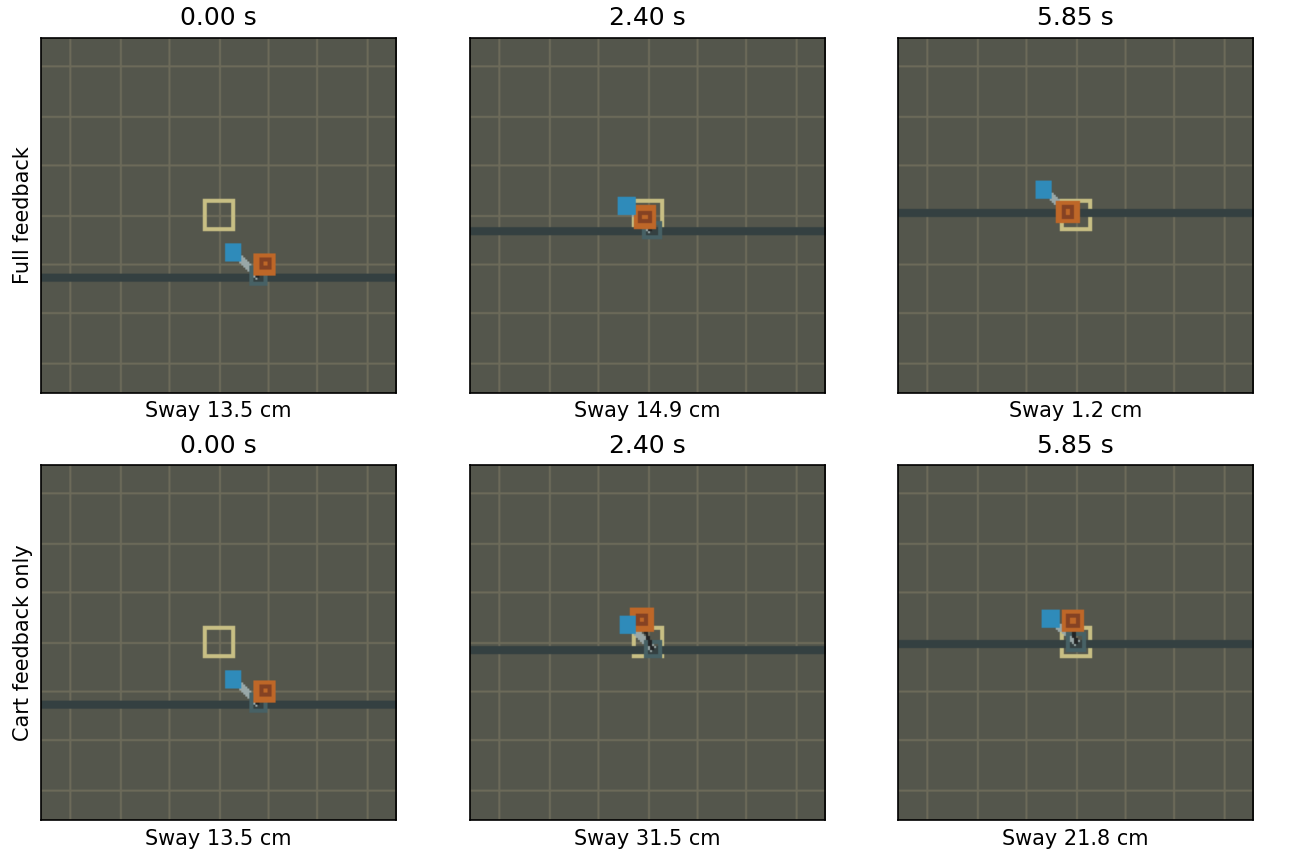 0.00 s
2.40 s
5.85 s
Full feedback
Sway 13.5 cm
Sway 14.9 cm
Sway 1.2 cm
0.00 s
2.40 s
5.85 s
Cart feedback only
Sway 13.5 cm
Sway 31.5 cm
Sway 21.8 cm